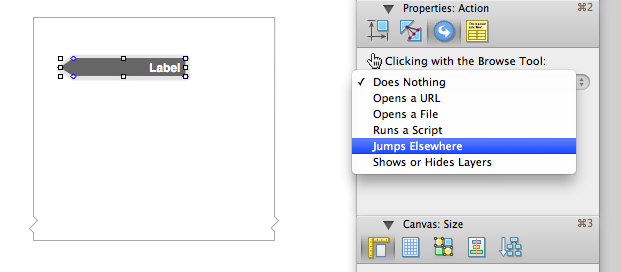 Properties: Action
⌘2
Clicking with the Browse Tool:
✓ Does Nothing
Opens a URL
Opens a File
Runs a Script
Jumps Elsewhere
Shows or Hides Layers
Label
Canvas: Size
⌘3